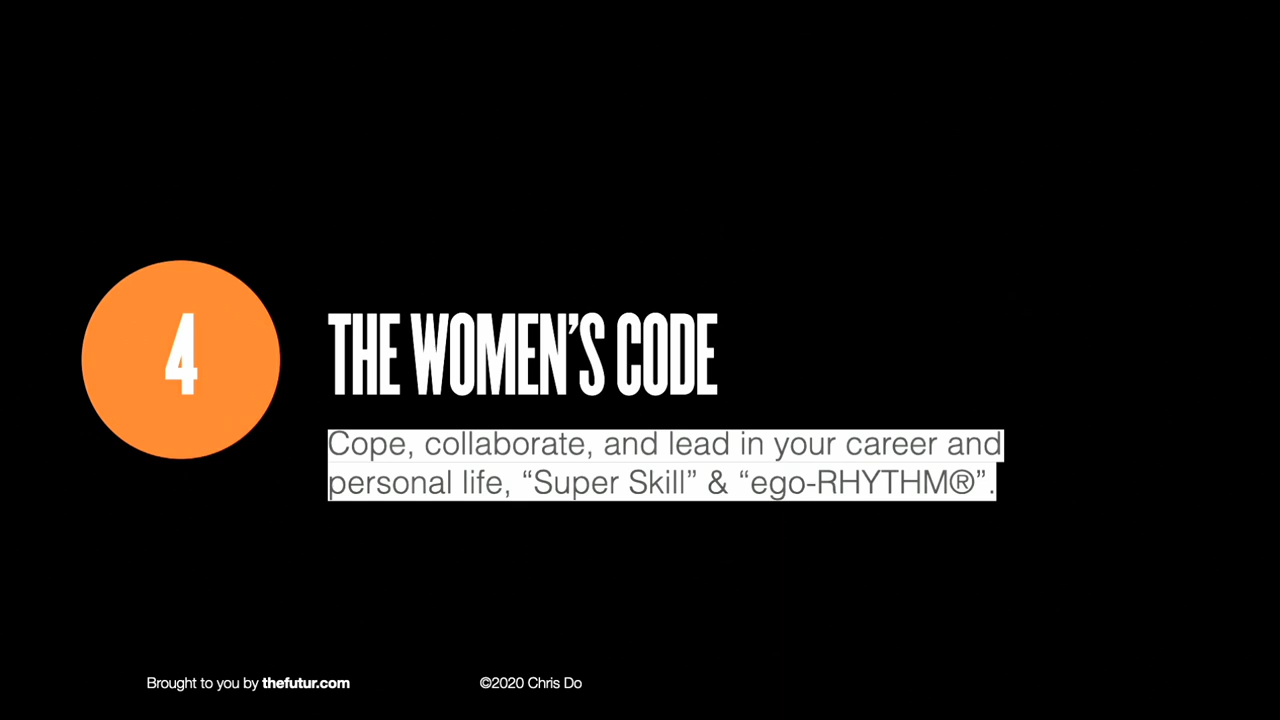 4
THE WOMEN’S CODE
Cope, collaborate, and lead in your career and
personal life, “Super Skill” & “ego-RHYTHM®”.
Brought to you by thefutur.com
©2020 Chris Do